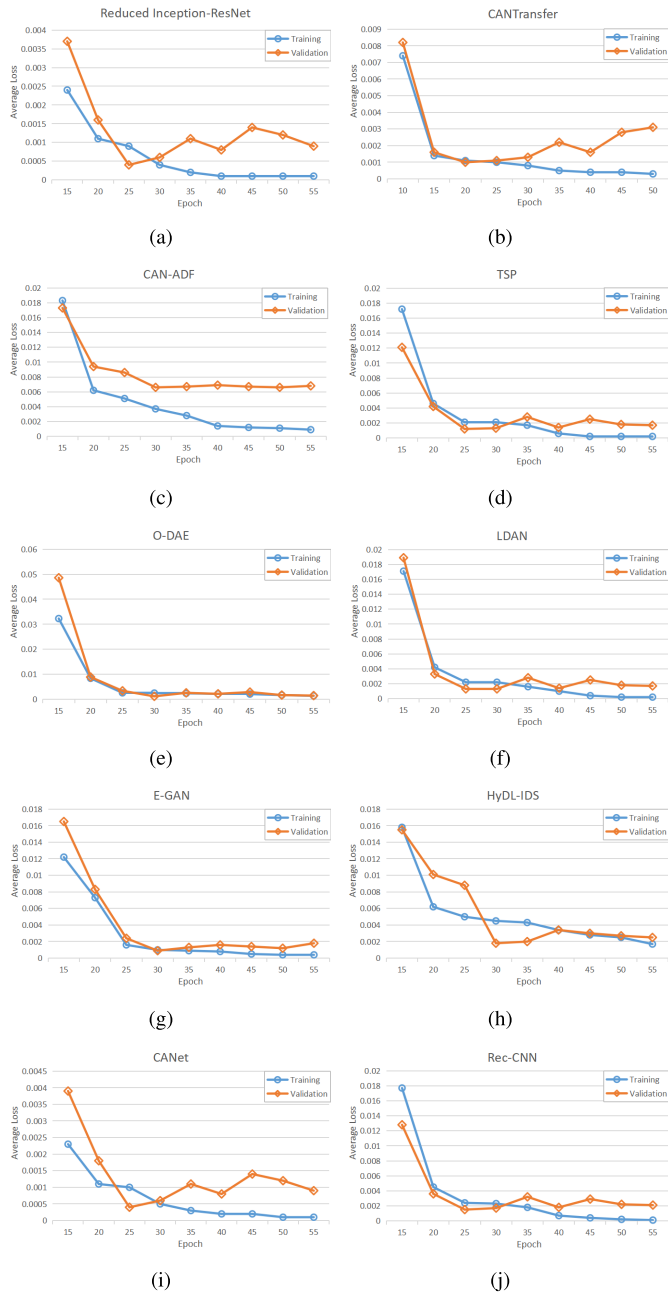 Reduced Inception-ResNet
0.004
0.0035
0.003
0.0025
0.002
0.0015
0.001
0.0005
0
Average Loss
Training
Validation
15 20 25 30 35 40 45 50 55
Epoch
(a)
CANTransfer
0.009
0.008
0.007
0.006
0.005
0.004
0.003
0.002
0.001
0
Average Loss
Training
Validation
10 15 20 25 30 35 40 45 50
Epoch
(b)
CAN-ADF
0.02
0.018
0.016
0.014
0.012
0.01
0.008
0.006
0.004
0.002
0
Average Loss
Training
Validation
15 20 25 30 35 40 45 50 55
Epoch
(c)
TSP
0.02
0.018
0.016
0.014
0.012
0.01
0.008
0.006
0.004
0.002
0
Average Loss
Training
Validation
15 20 25 30 35 40 45 50 55
Epoch
(d)
O-DAE
0.06
0.05
0.04
0.03
0.02
0.01
0
Average Loss
Training
Validation
15 20 25 30 35 40 45 50 55
Epoch
(e)
LDAN
0.02
0.018
0.016
0.014
0.012
0.01
0.008
0.006
0.004
0.002
0
Average Loss
Training
Validation
15 20 25 30 35 40 45 50 55
Epoch
(f)
E-GAN
0.018
0.016
0.014
0.012
0.01
0.008
0.006
0.004
0.002
0
Average Loss
Training
Validation
15 20 25 30 35 40 45 50 55
Epoch
(g)
HyDL-IDS
0.018
0.016
0.014
0.012
0.01
0.008
0.006
0.004
0.002
0
Average Loss
Training
Validation
15 20 25 30 35 40 45 50 55
Epoch
(h)
CANet
0.0045
0.004
0.0035
0.003
0.0025
0.002
0.0015
0.001
0.0005
0
Average Loss
Training
Validation
15 20 25 30 35 40 45 50 55
Epoch
(i)
Rec-CNN
0.02
0.018
0.016
0.014
0.012
0.01
0.008
0.006
0.004
0.002
0
Average Loss
Training
Validation
15 20 25 30 35 40 45 50 55
Epoch
(j)